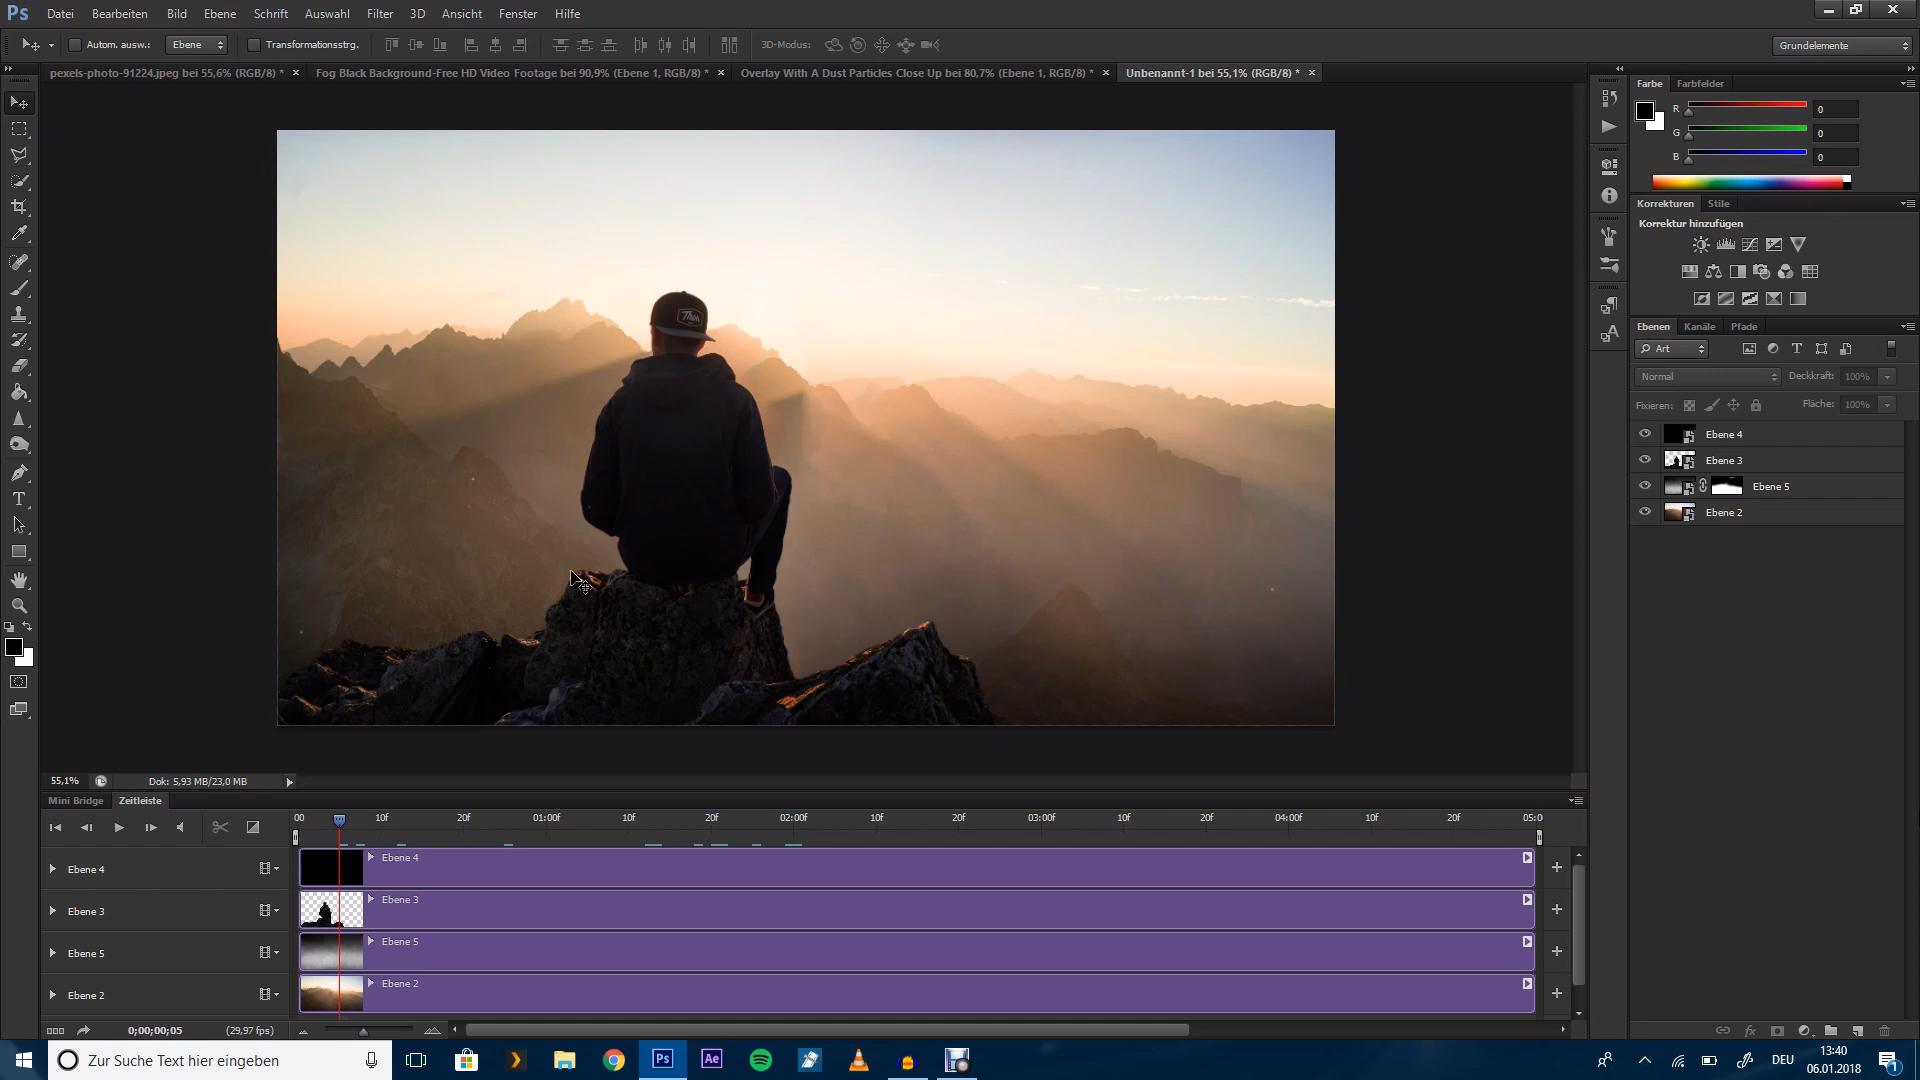 Ps Datei Bearbeiten Bild Ebene Schrift Auswahl Filter 3D Ansicht Fenster Hilfe
Autom. ausw.: Ebene Transformationsstrg. 3D-Modus: Grundelemente
pexels-photo-91224.jpeg bei 55,6% (RGB/8) * × Fog Black Background-Free HD Video Footage bei 90,9% (Ebene 1, RGB/8) * × Overlay With A Dust Particles Close Up bei 80,7% (Ebene 1, RGB/8) * × Unbenannt-1 bei 55,1% (RGB/8) * ×
Farbe Farbfelder
R 0
G 0
B 0
Korrekturen Stile
Korrektur hinzufügen
Ebenen Kanäle Pfade
Art
Normal Deckkraft: 100%
Fixieren: Fläche: 100%
Ebene 4
Ebene 3
Ebene 5
Ebene 2
55,1% Dok: 5,93 MB/23,0 MB
Mini Bridge Zeitleiste
00 10f 20f 01:00f 10f 20f 02:00f 10f 20f 03:00f 10f 20f 04:00f 10f 20f 05:0
Ebene 4 Ebene 4
Ebene 3 Ebene 3
Ebene 5 Ebene 5
Ebene 2 Ebene 2
0;00;00;05 (29,97 fps)
Zur Suche Text hier eingeben Ps Ae DEU 13:40
06.01.2018 1